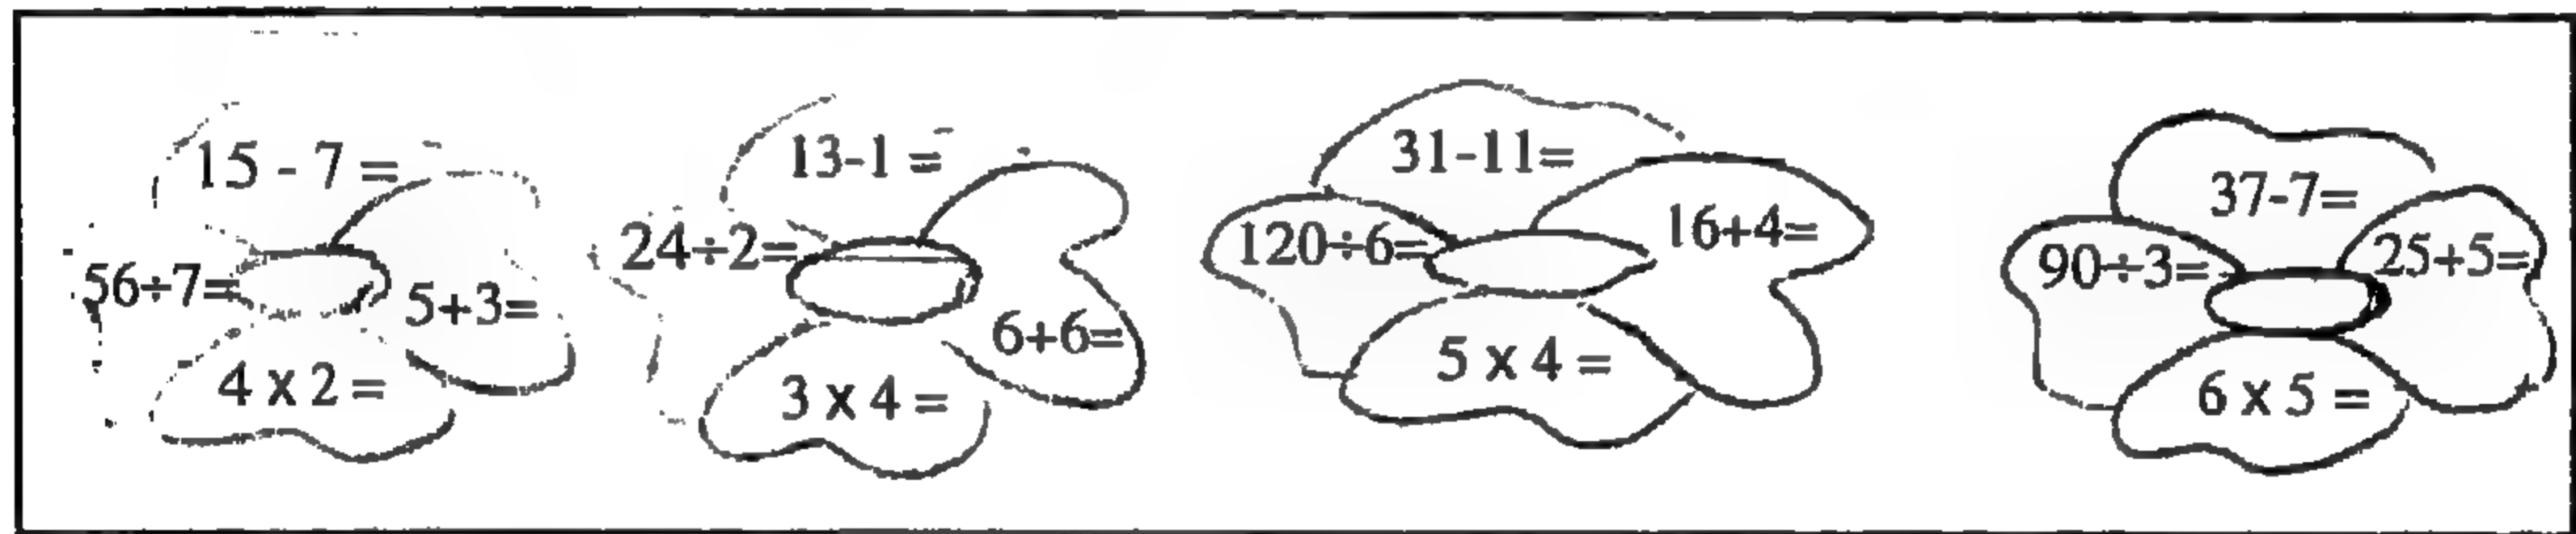 15 - 7 =
56÷7=
5+3=
4 x 2 =
13-1 =
24÷2=
6+6=
3 x 4 =
31-11=
120÷6=
16+4=
5 x 4 =
37-7=
90÷3=
25+5=
6 x 5 =